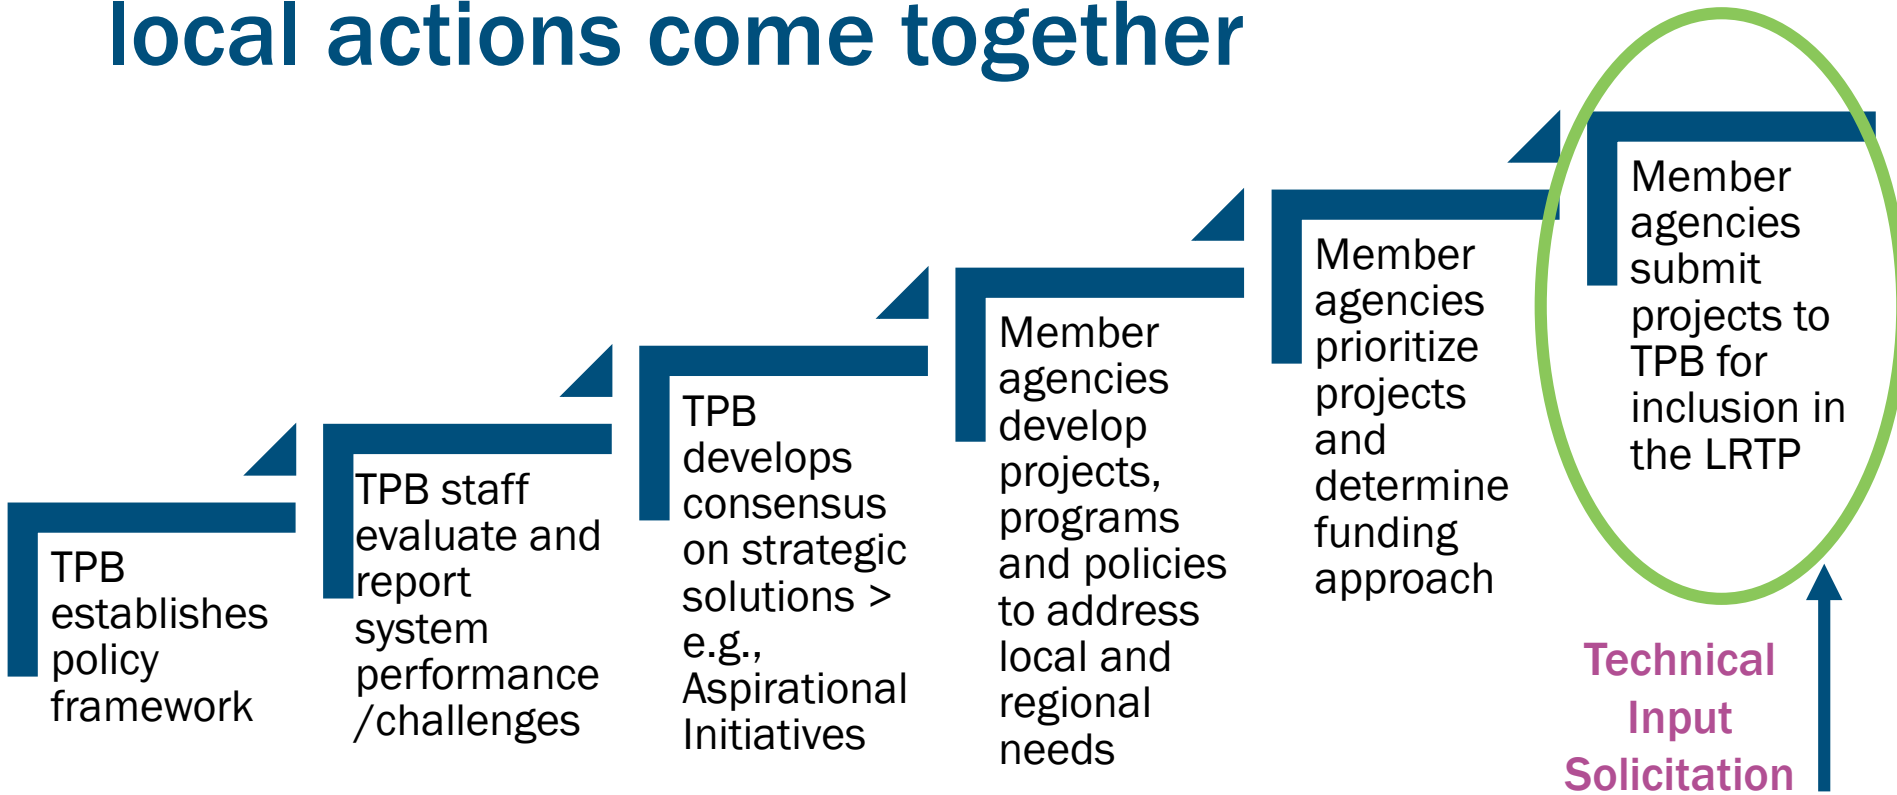 local actions come together
TPB
establishes
policy
framework
TPB staff
evaluate and
report
system
performance
/challenges
TPB
develops
consensus
on strategic
solutions >
e.g.,
Aspirational
Initiatives
Member
agencies
develop
projects,
programs
and policies
to address
local and
regional
needs
Member
agencies
prioritize
projects
and
determine
funding
approach
Member
agencies
submit
projects to
TPB for
inclusion in
the LRTP
Technical
Input
Solicitation